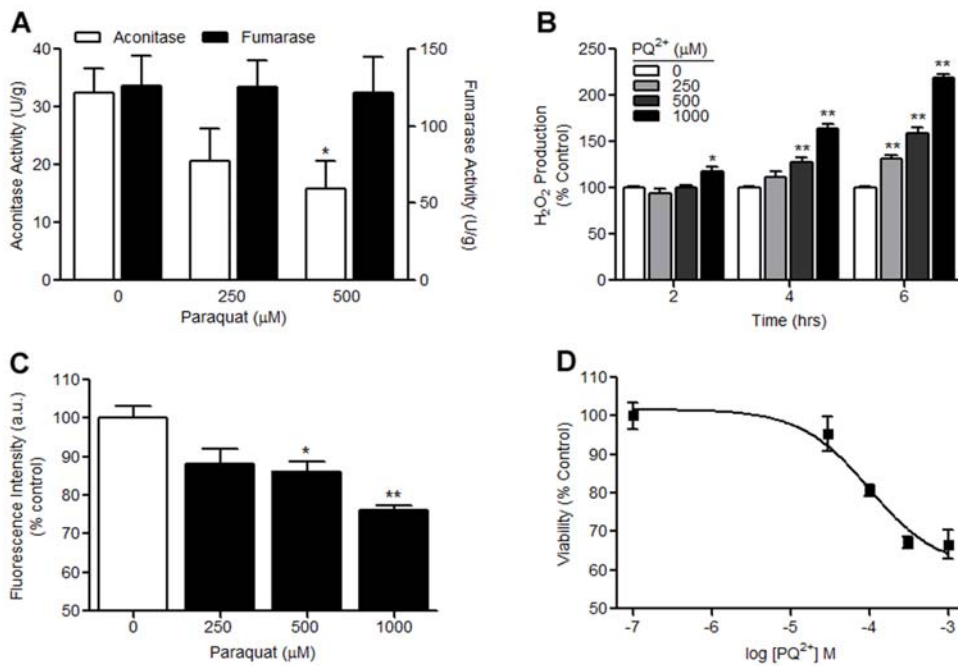 A
Aconitase Fumarase
Aconitase Activity (U/g)
40
30
20
10
0
*
150
100
50
0
Fumarase Activity (U/g)
0 250 500
Paraquat (μM)
B
PQ²⁺ (μM)
0
250
500
1000
H₂O₂ Production
(% Control)
250
200
150
100
50
0
* ** ** ** ** **
2 4 6
Time (hrs)
C
Fluorescence Intensity (a.u.)
(% control)
110
100
90
80
70
60
50
* **
0 250 500 1000
Paraquat (μM)
D
Viability (% Control)
110
100
90
80
70
60
50
-7 -6 -5 -4 -3
log [PQ²⁺] M